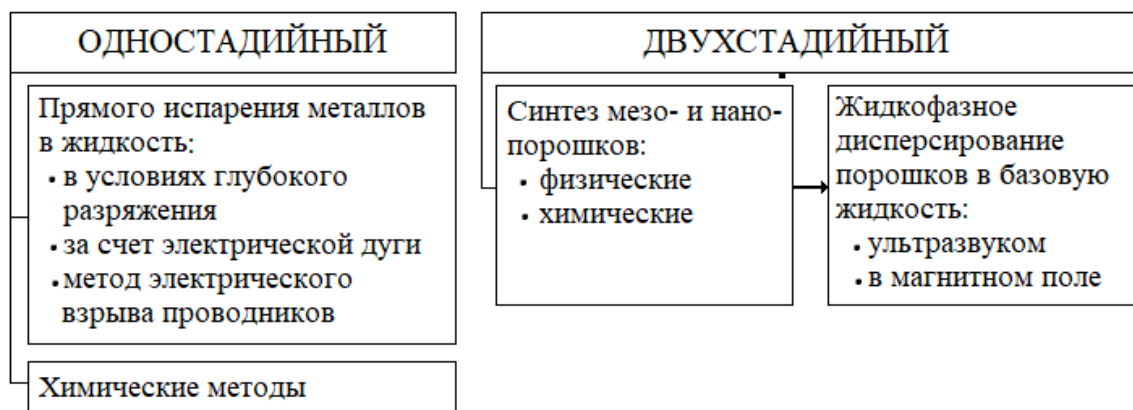 ОДНОСТАДИЙНЫЙ
Прямого испарения металлов
в жидкость:
• в условиях глубокого
разряжения
• за счет электрической дуги
• метод электрического
взрыва проводников
Химические методы
ДВУХСТАДИЙНЫЙ
Синтез мезо- и нано-
порошков:
• физические
• химические
Жидкофазное
дисперсирование
порошков в базовую
жидкость:
• ультразвуком
• в магнитном поле